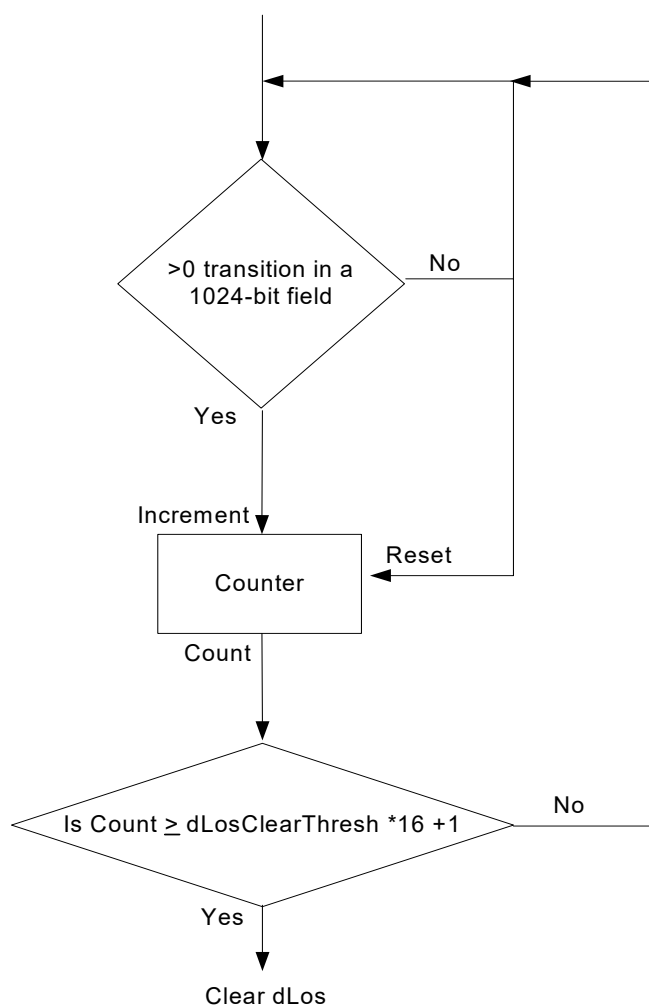 >0 transition in a
1024-bit field
No
Yes
Increment
Reset
Counter
Count
Is Count ≥ dLosClearThresh *16 +1
No
Yes
Clear dLos